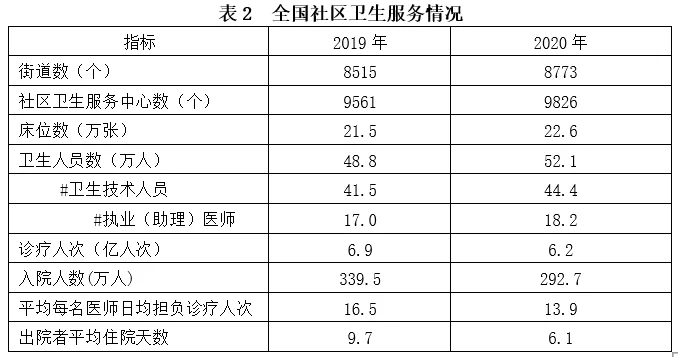 表 2 全国社区卫生服务情况
指标 2019 年 2020 年
街道数（个） 8515 8773
社区卫生服务中心数（个） 9561 9826
床位数（万张） 21.5 22.6
卫生人员数（万人） 48.8 52.1
#卫生技术人员 41.5 44.4
#执业（助理）医师 17.0 18.2
诊疗人次（亿人次） 6.9 6.2
入院人数(万人) 339.5 292.7
平均每名医师日均担负诊疗人次 16.5 13.9
出院者平均住院天数 9.7 6.1